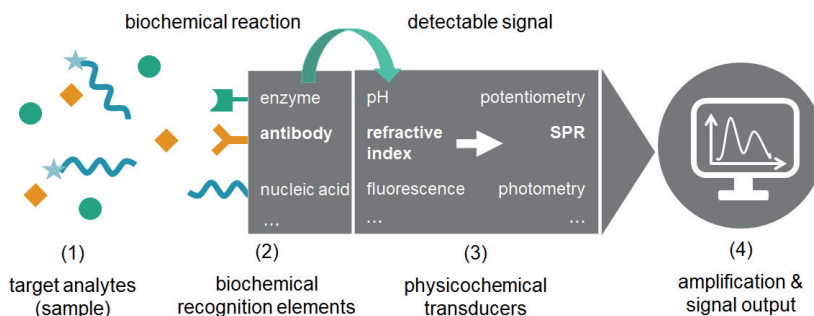 biochemical reaction
detectable signal
enzyme
pH
potentiometry
antibody
refractive
index
SPR
nucleic acid
fluorescence
photometry
...
...
...
(1)
(2)
(3)
(4)
target analytes
(sample)
biochemical
recognition elements
physicochemical
transducers
amplification &
signal output